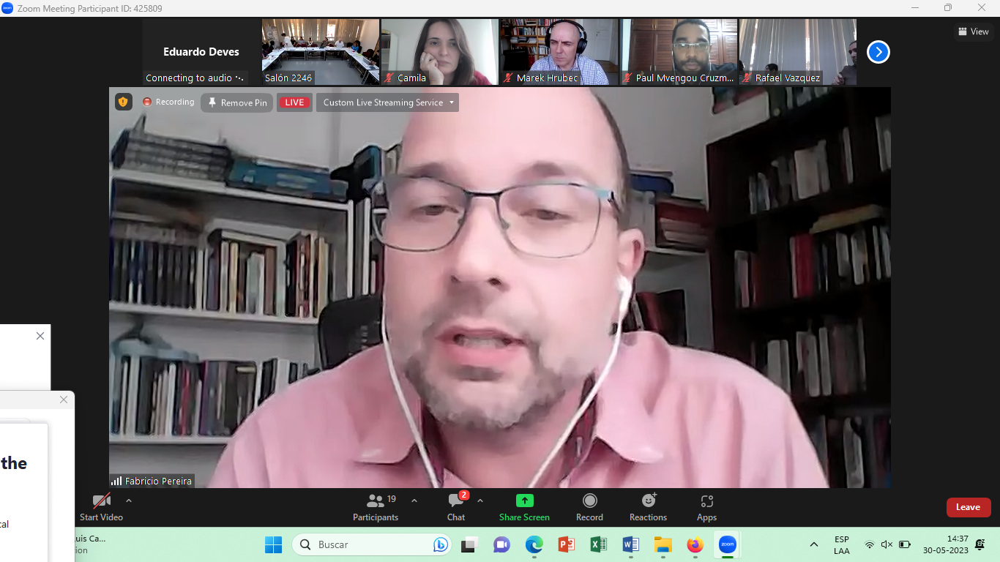 Zoom Meeting Participant ID: 425809
Eduardo Deves
Connecting to audio
Salón 2246
Camila
Marek Hrubec
Paul Mvengou Cruzm...
Rafael Vazquez
View
Recording
Remove Pin
LIVE
Custom Live Streaming Service
Fabricio Pereira
the
cal
Start Video
19
Participants
2
Chat
Share Screen
Record
Reactions
Apps
Leave
uis Ca...
ion
Buscar
zoom
ESP
LAA
14:37
30-05-2023